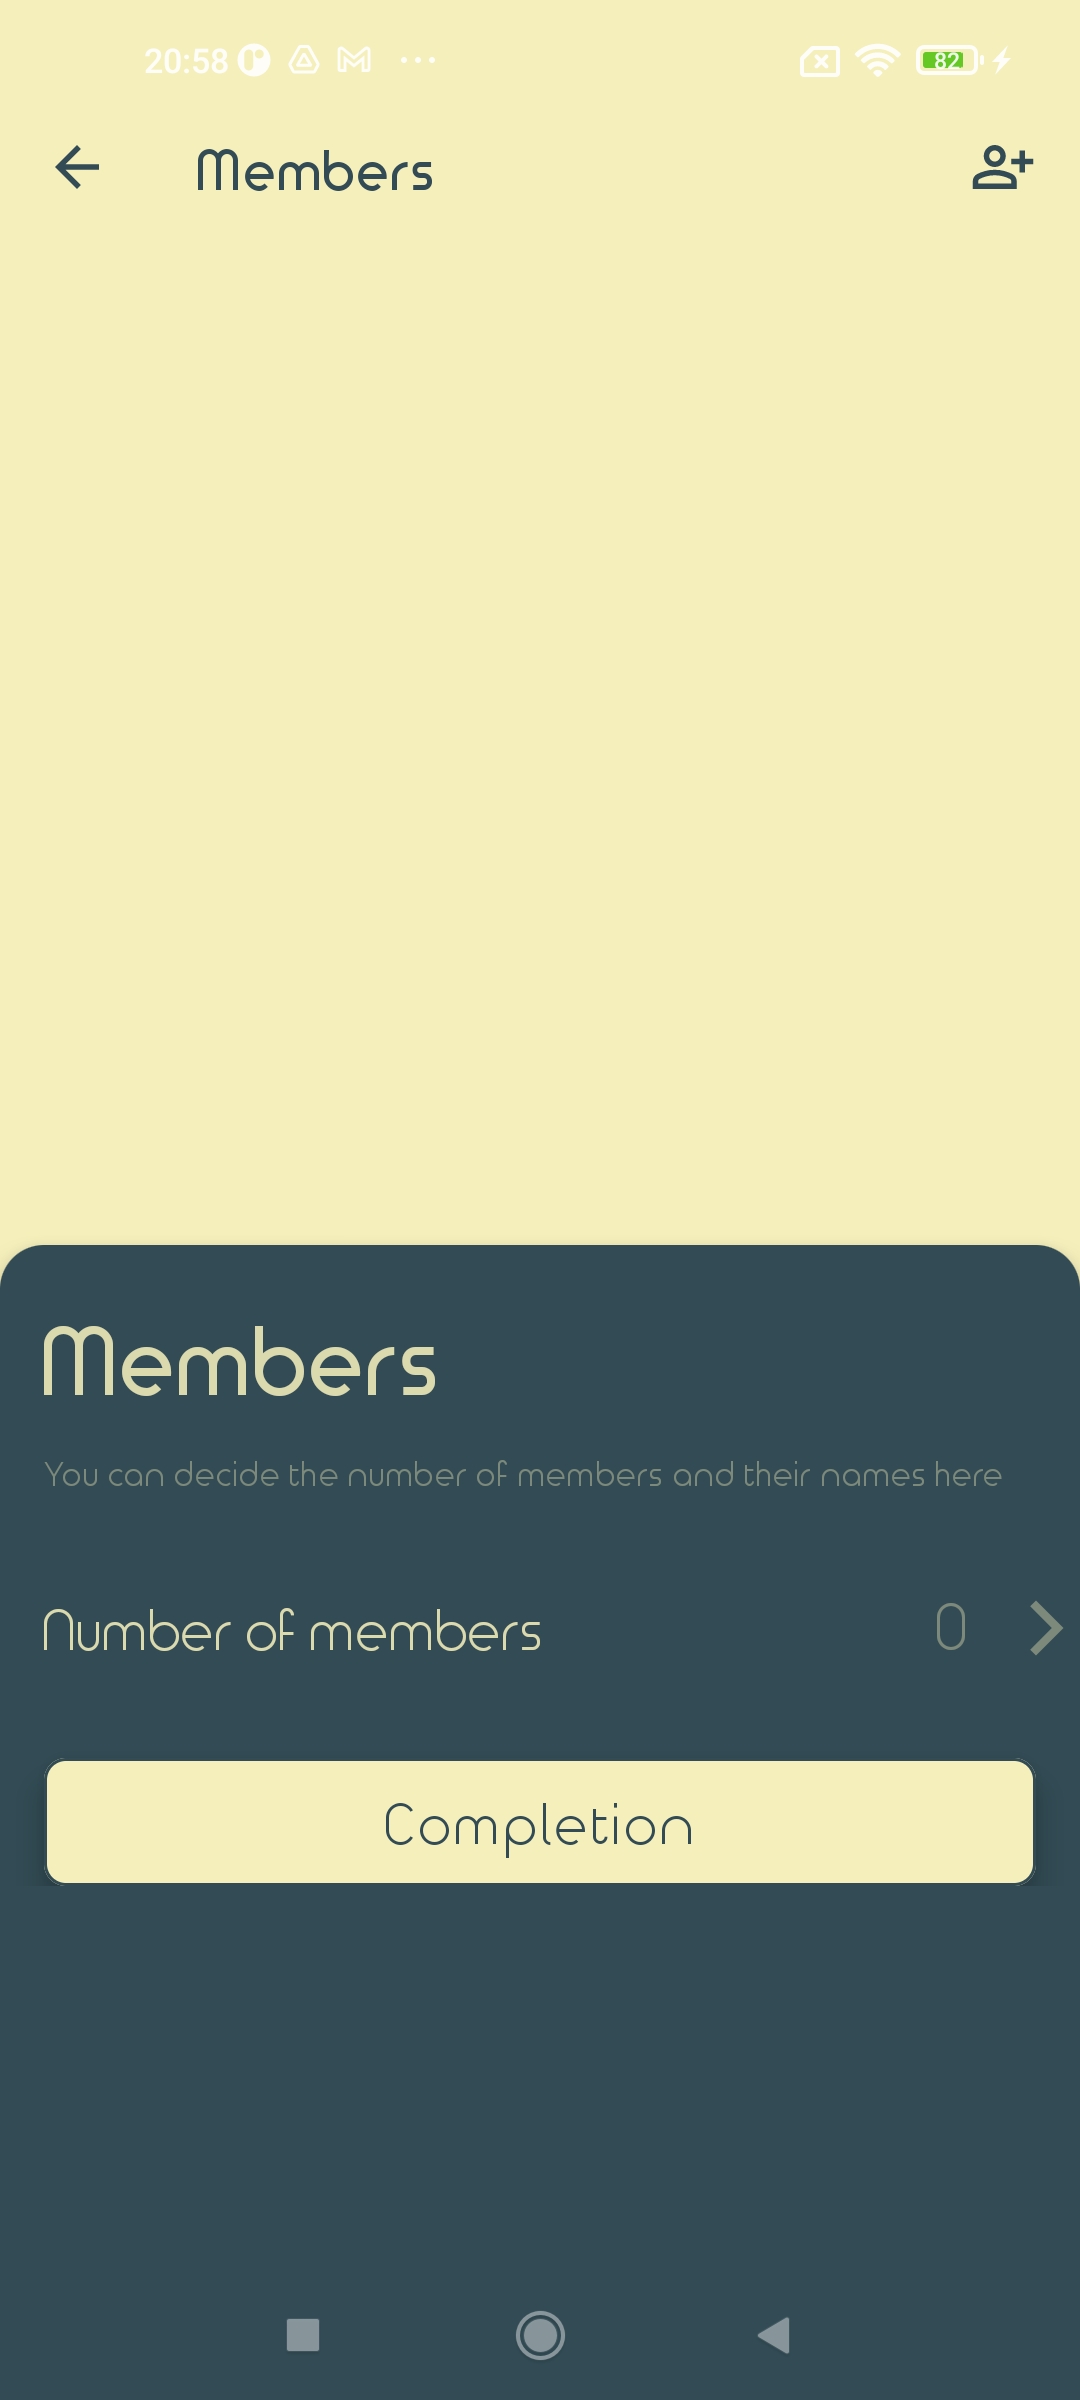 20:58
82
Members
Members
You can decide the number of members and their names here
Number of members 0
Completion